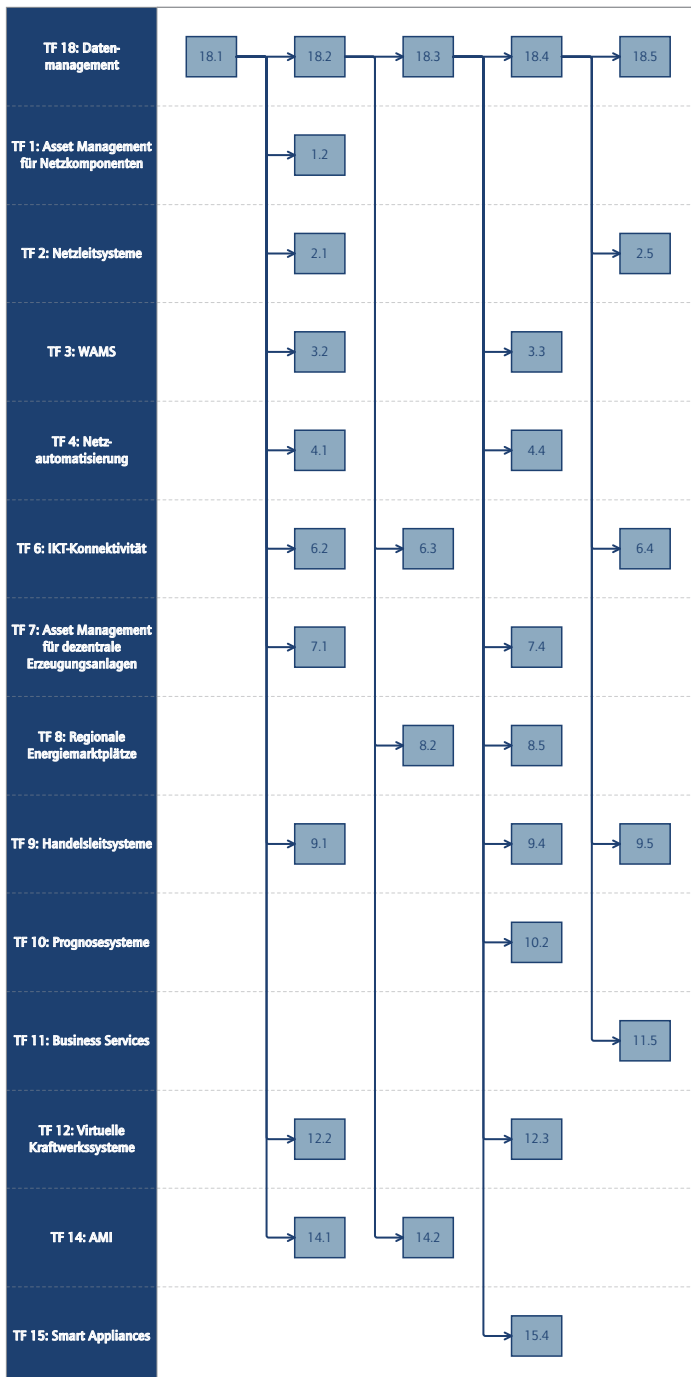 TF 18: Daten-
management
18.1
18.2
18.3
18.4
18.5
TF 1: Asset Management
für Netzkomponenten
1.2
TF 2: Netzleitsysteme
2.1
2.5
TF 3: WAMS
3.2
3.3
TF 4: Netz-
automatisierung
4.1
4.4
TF 6: IKT-Konnektivität
6.2
6.3
6.4
TF 7: Asset Management
für dezentrale
Erzeugungsanlagen
7.1
7.4
TF 8: Regionale
Energiemarktplätze
8.2
8.5
TF 9: Handelsleitsysteme
9.1
9.4
9.5
TF 10: Prognosesysteme
10.2
TF 11: Business Services
11.5
TF 12: Virtuelle
Kraftwerkssysteme
12.2
12.3
TF 14: AMI
14.1
14.2
TF 15: Smart Appliances
15.4